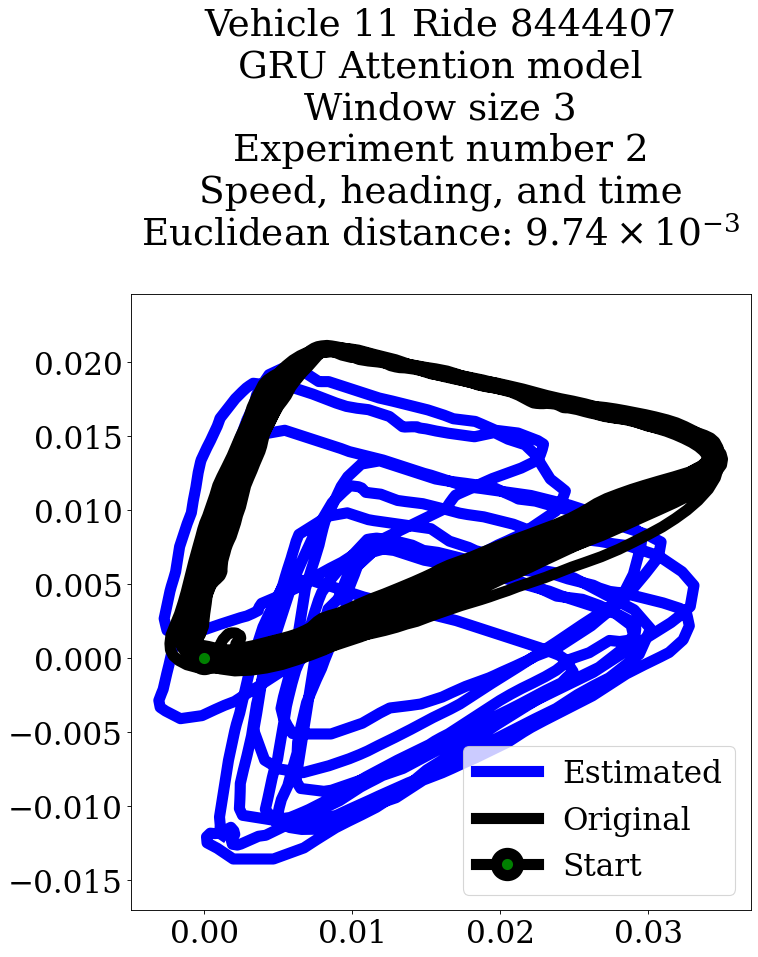 Vehicle 11 Ride 8444407
GRU Attention model
Window size 3
Experiment number 2
Speed, heading, and time
Euclidean distance: 9.74 × 10⁻³
0.020
0.015
0.010
0.005
0.000
−0.005
−0.010
−0.015
Estimated
Original
Start
0.00 0.01 0.02 0.03